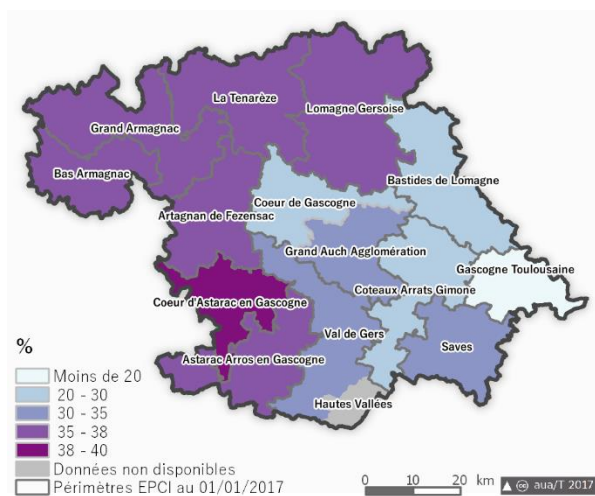 La Tenarèze
Lomagne Gersoise
Grand Armagnac
Bas Armagnac
Bastides de Lomagne
Coeur de Gascogne
Artagnan de Fezensac
Grand Auch Agglomération
Gascogne Toulousaine
Coteaux Arrats Gimone
Coeur d'Astarac en Gascogne
Val de Gers
Saves
Astarac Arros en Gascogne
Hautes Vallées
%
Moins de 20
20 - 30
30 - 35
35 - 38
38 - 40
Données non disponibles
Périmètres EPCI au 01/01/2017
0 10 20 km
cc aua/T 2017